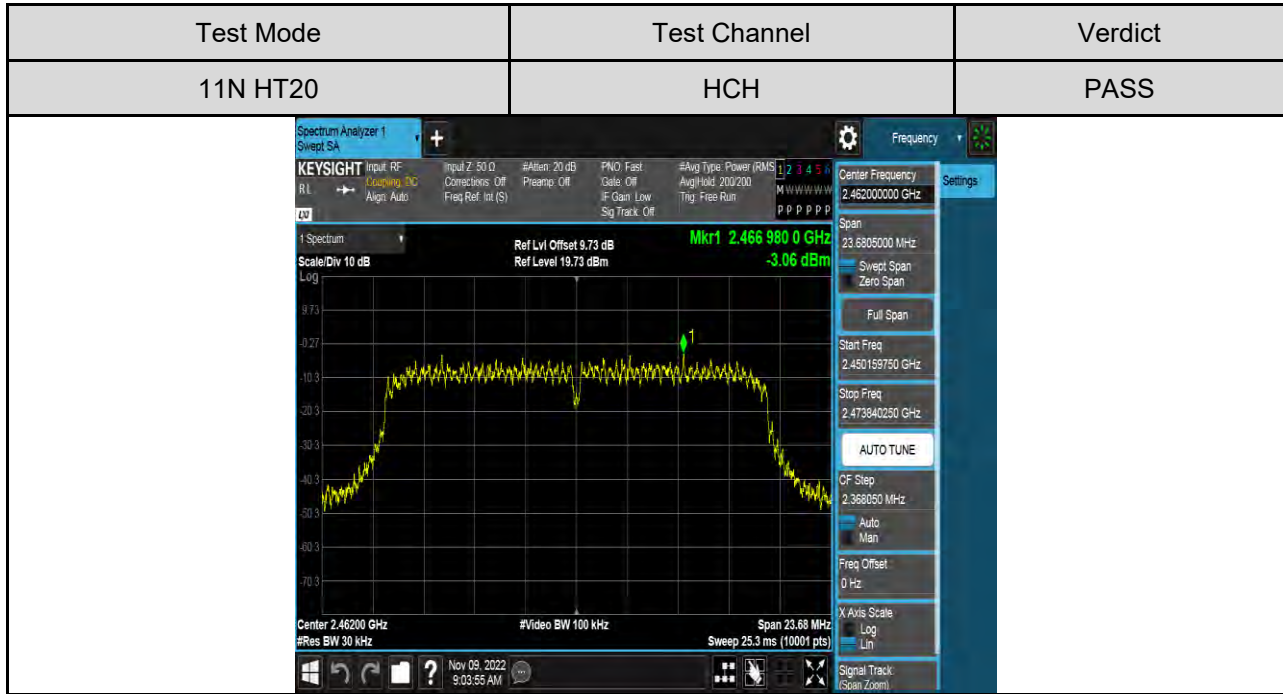 Test Mode Test Channel Verdict
11N HT20 HCH PASS
Spectrum Analyzer 1
Swept SA
+
Frequency
KEYSIGHT Input: RF Input Z: 50 Ω #Atten: 20 dB PNO: Fast #Avg Type: Power (RMS 1 2 3 4 5 6
R L Coupling: DC Corrections: Off Preamp: Off Gate: Off Avg|Hold: 200/200 M W W W W W
Align: Auto Freq Ref: Int (S) IF Gain: Low Trig: Free Run
Sig Track: Off P P P P P P
LXI
Center Frequency
2.462000000 GHz
Settings
Span
23.6805000 MHz
Swept Span
Zero Span
Full Span
Start Freq
2.450159750 GHz
Stop Freq
2.473840250 GHz
AUTO TUNE
CF Step
2.368050 MHz
Auto
Man
Freq Offset
0 Hz
X Axis Scale
Log
Lin
Signal Track
(Span Zoom)
1 Spectrum
Ref Lvl Offset 9.73 dB
Mkr1 2.466 980 0 GHz
Scale/Div 10 dB
Ref Level 19.73 dBm
-3.06 dBm
Log
9.73
-0.27
-10.3
-20.3
-30.3
-40.3
-50.3
-60.3
-70.3
1
Center 2.46200 GHz #Video BW 100 kHz Span 23.68 MHz
#Res BW 30 kHz Sweep 25.3 ms (10001 pts)
? Nov 09, 2022
9:03:55 AM